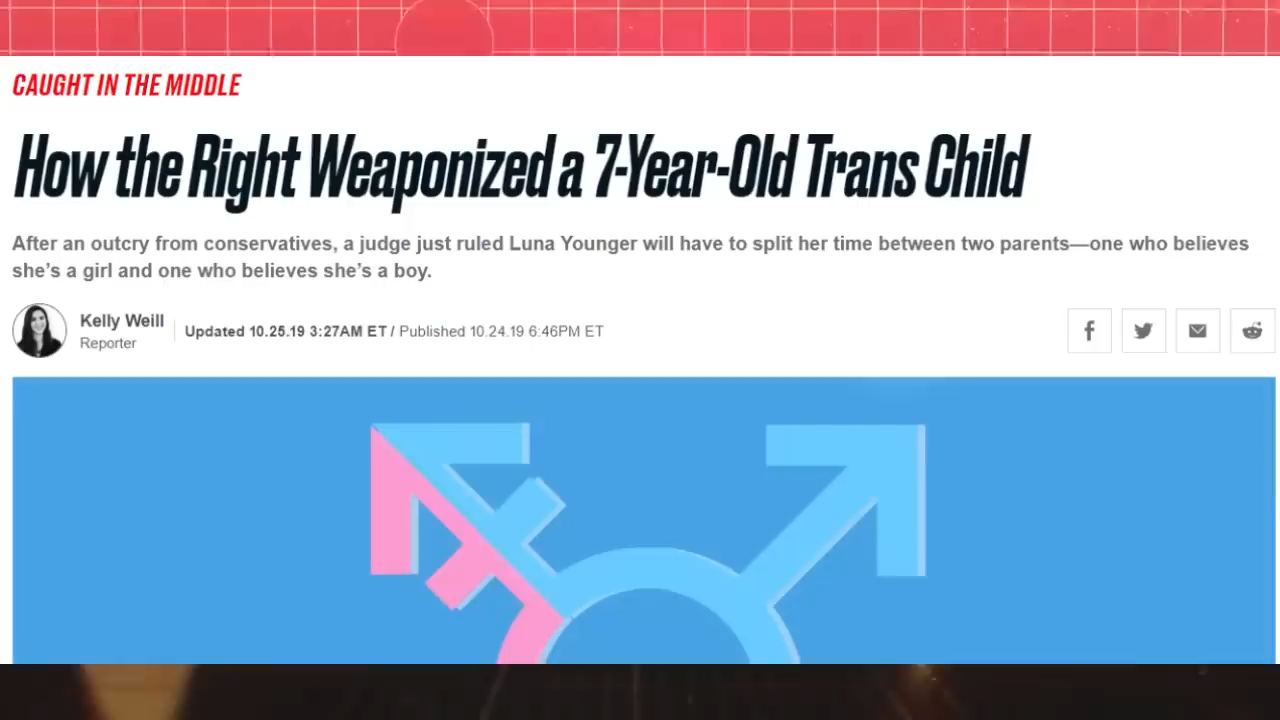 CAUGHT IN THE MIDDLE
How the Right Weaponized a 7-Year-Old Trans Child
After an outcry from conservatives, a judge just ruled Luna Younger will have to split her time between two parents—one who believes
she’s a girl and one who believes she’s a boy.
Kelly Weill
Reporter
Updated 10.25.19 3:27AM ET / Published 10.24.19 6:46PM ET